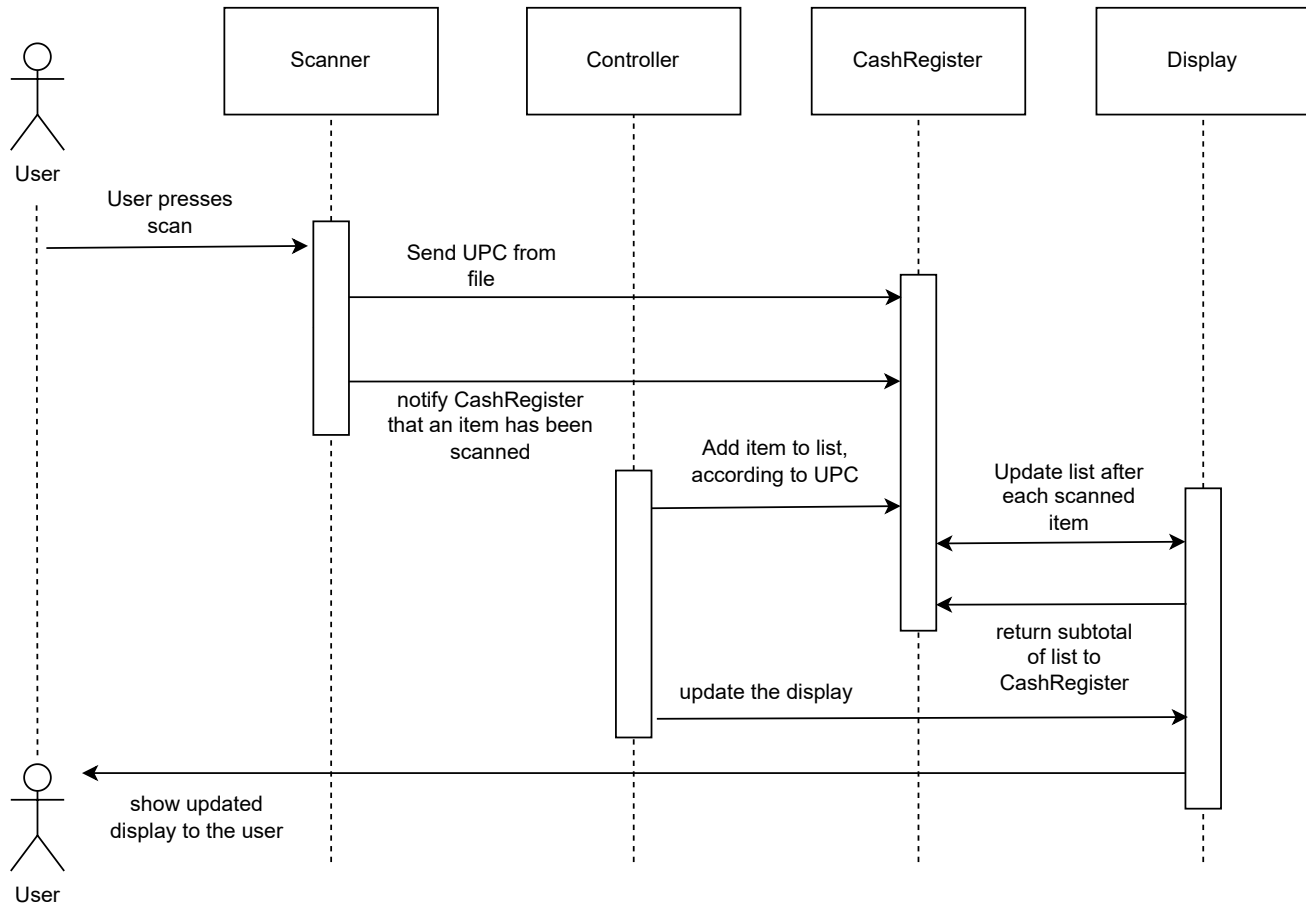 Scanner
Controller
CashRegister
Display
User
User presses
scan
Send UPC from
file
notify CashRegister
that an item has been
scanned
Add item to list,
according to UPC
Update list after
each scanned
item
return subtotal
of list to
CashRegister
update the display
show updated
display to the user
User